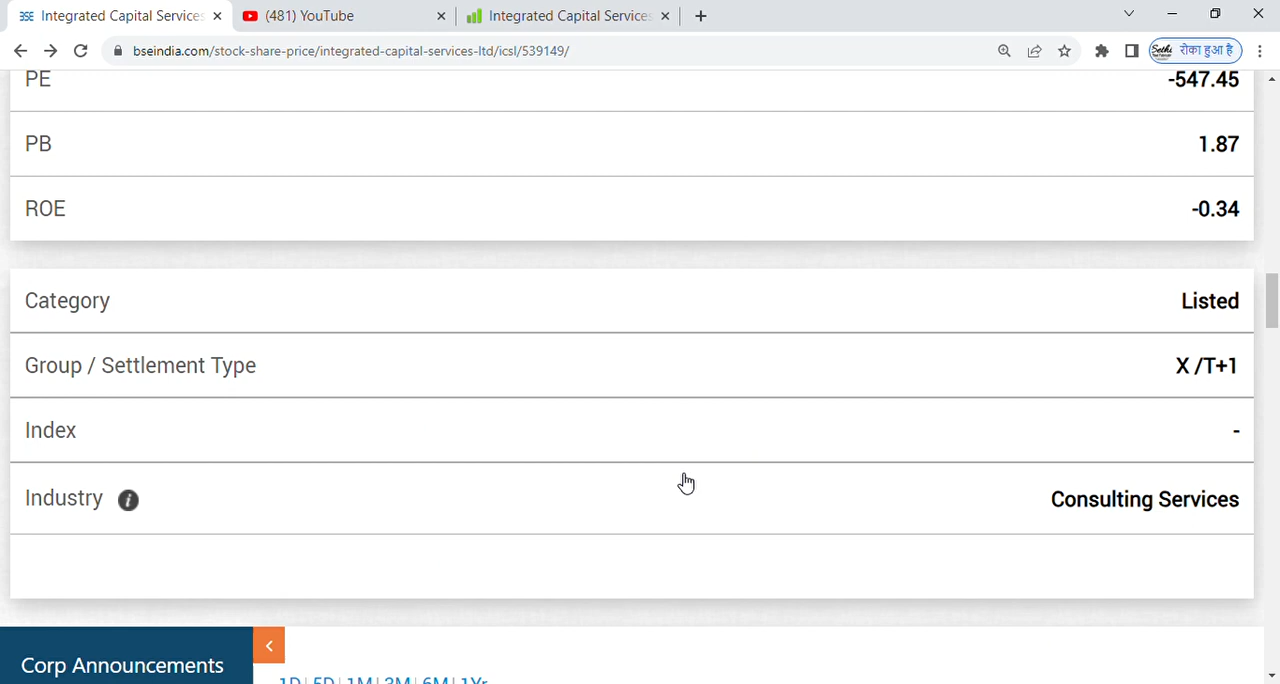 Integrated Capital Services
(481) YouTube
Integrated Capital Services
bseindia.com/stock-share-price/integrated-capital-services-ltd/icsl/539149/
रोका हुआ है
PE -547.45
PB 1.87
ROE -0.34
Category Listed
Group / Settlement Type X /T+1
Index -
Industry i Consulting Services
Corp Announcements
1D | 5D | 1M | 3M | 6M | 1Yr